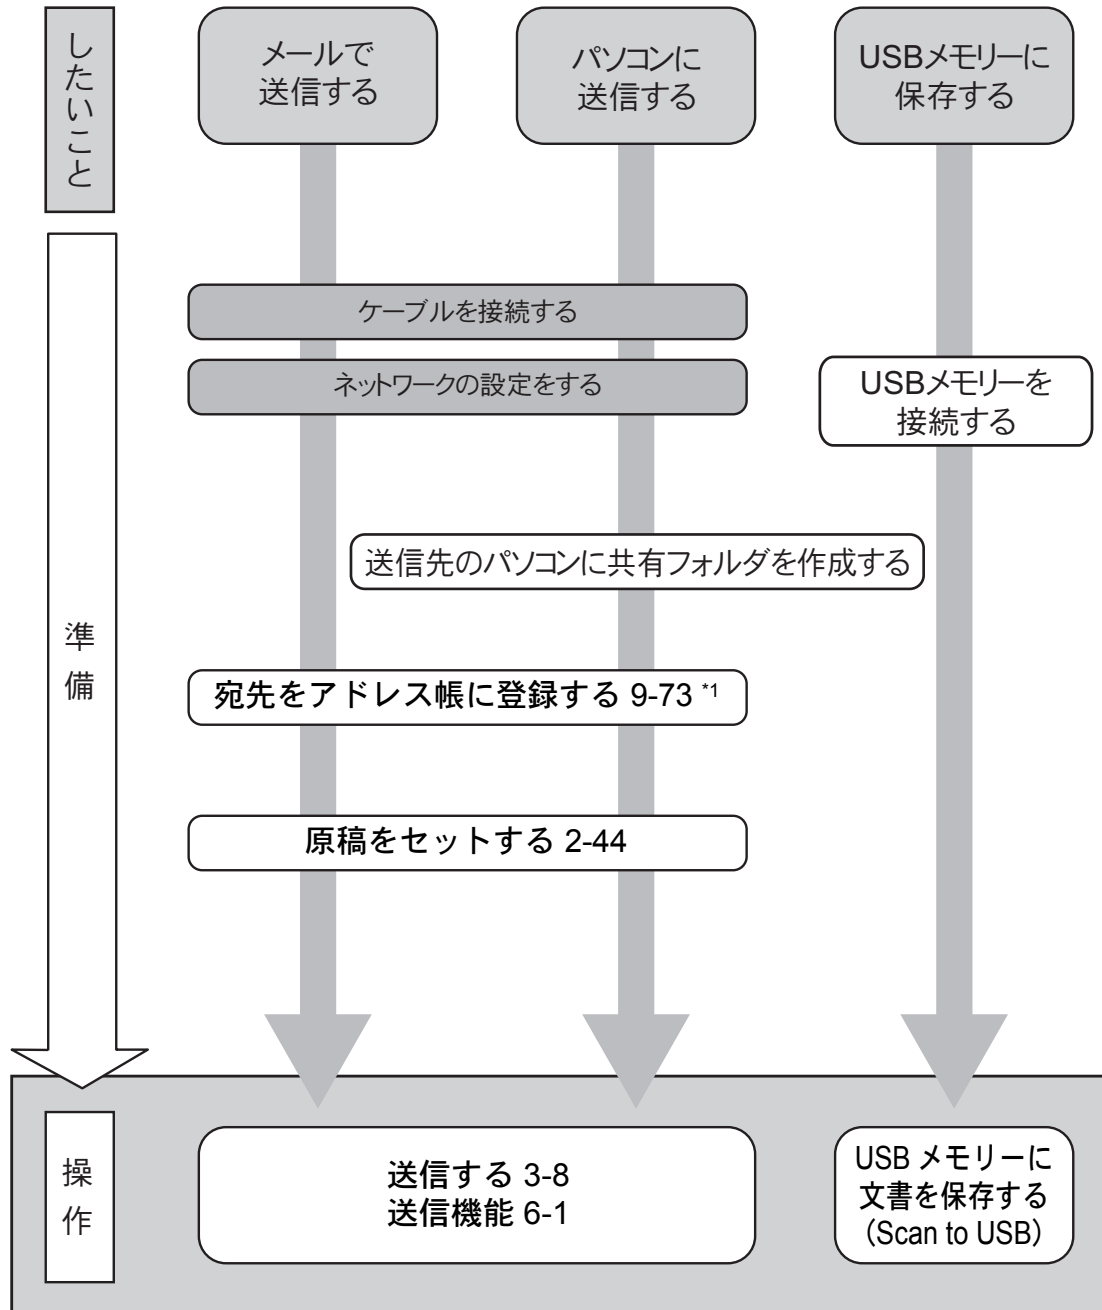 したいこと
メールで
送信する
パソコンに
送信する
USBメモリーに
保存する
ケーブルを接続する
ネットワークの設定をする
USBメモリーを
接続する
送信先のパソコンに共有フォルダを作成する
準備
宛先をアドレス帳に登録する 9-73 *1
原稿をセットする 2-44
操作
送信する 3-8
送信機能 6-1
USB メモリーに
文書を保存する
(Scan to USB)